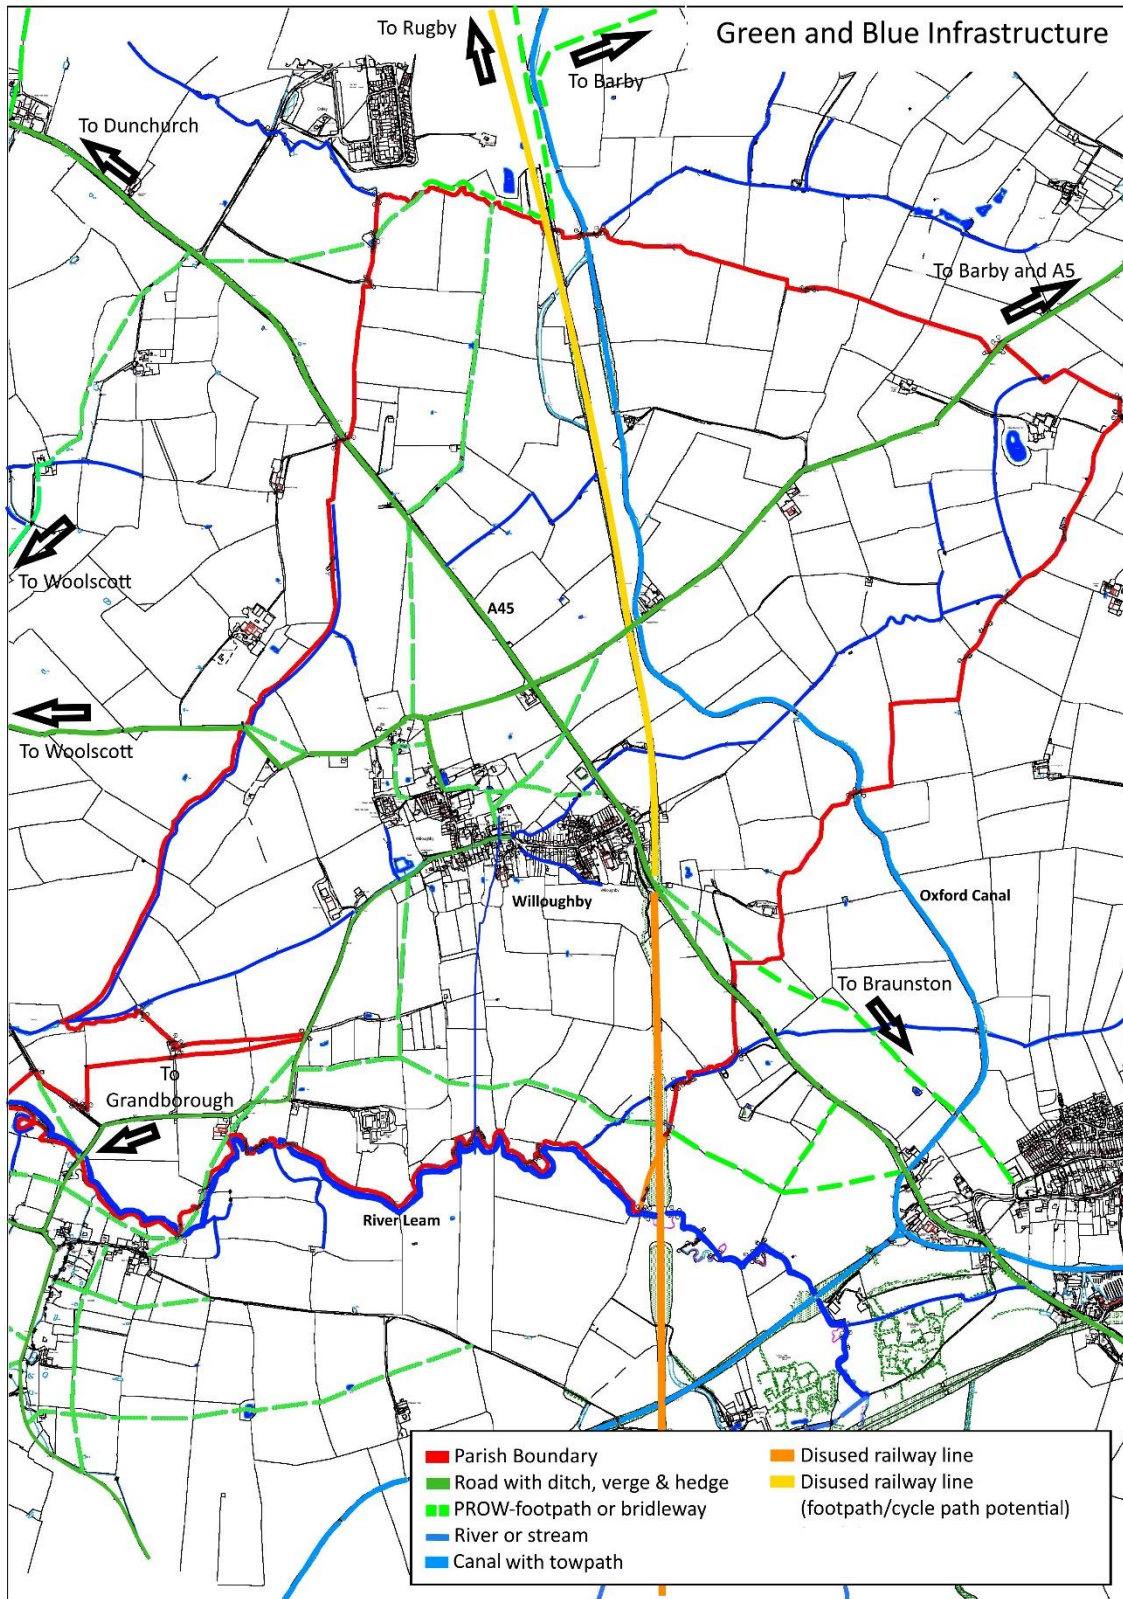 Green and Blue Infrastructure
To Rugby
To Barby
To Dunchurch
To Barby and A5
To Woolscott
A45
To Woolscott
Willoughby
Oxford Canal
To Braunston
To
Grandborough
River Leam
Parish Boundary
Road with ditch, verge & hedge
PROW-footpath or bridleway
River or stream
Canal with towpath
Disused railway line
Disused railway line
(footpath/cycle path potential)